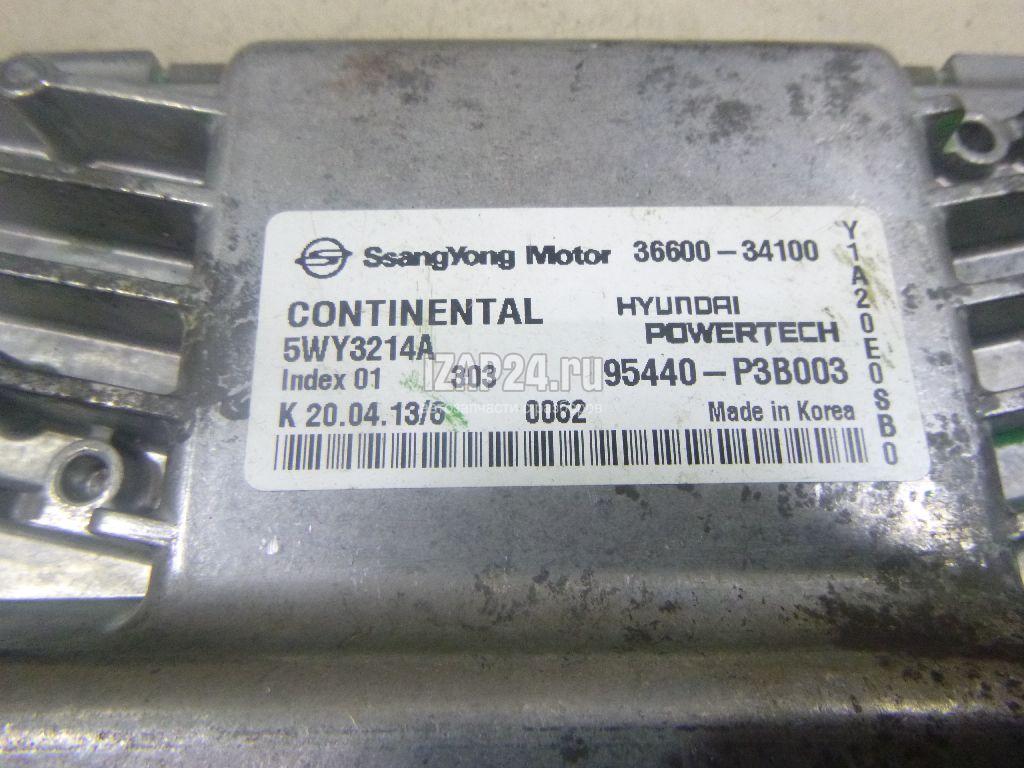 SsangYong Motor 36600-34100
CONTINENTAL
HYUNDAI
POWERTECH
5WY3214A
Index 01 303 95440-P3B003
K 20.04.13/6 0062 Made in Korea
Y1A20E0SB0
IZAP24.ru